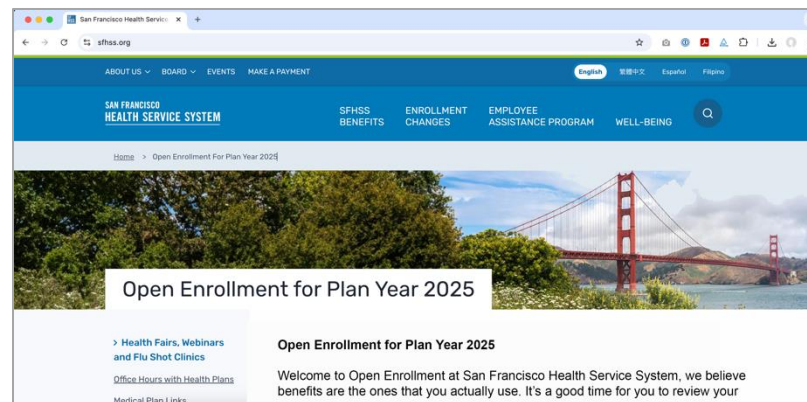 San Francisco Health Service
sfhss.org
ABOUT US BOARD EVENTS MAKE A PAYMENT English 繁體中文 Español Filipino
SAN FRANCISCO
HEALTH SERVICE SYSTEM
SFHSS BENEFITS
ENROLLMENT CHANGES
EMPLOYEE ASSISTANCE PROGRAM
WELL-BEING
Home > Open Enrollment For Plan Year 2025
Open Enrollment for Plan Year 2025
> Health Fairs, Webinars
and Flu Shot Clinics
Office Hours with Health Plans
Medical Plan Links
Open Enrollment for Plan Year 2025
Welcome to Open Enrollment at San Francisco Health Service System, we believe
benefits are the ones that you actually use. It's a good time for you to review your